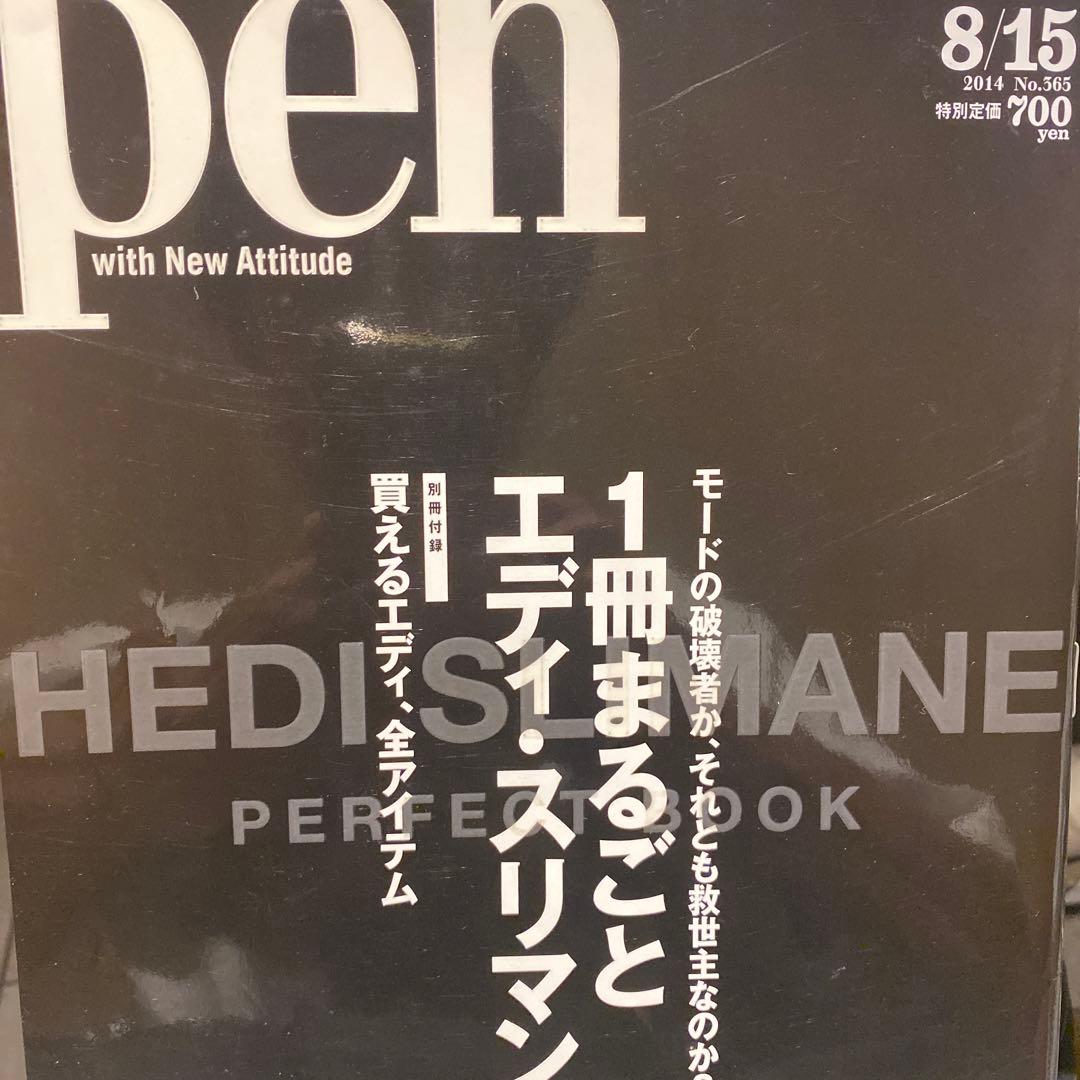 pen
with New Attitude
8/15
2014 No.365
特別定価 700
yen
モードの破壊者か、それとも救世主なのか?
1冊まるごと
エディ・スリマン
別冊付録
買えるエディ、全アイテム
HEDI SLIMANE
PERFECT BOOK